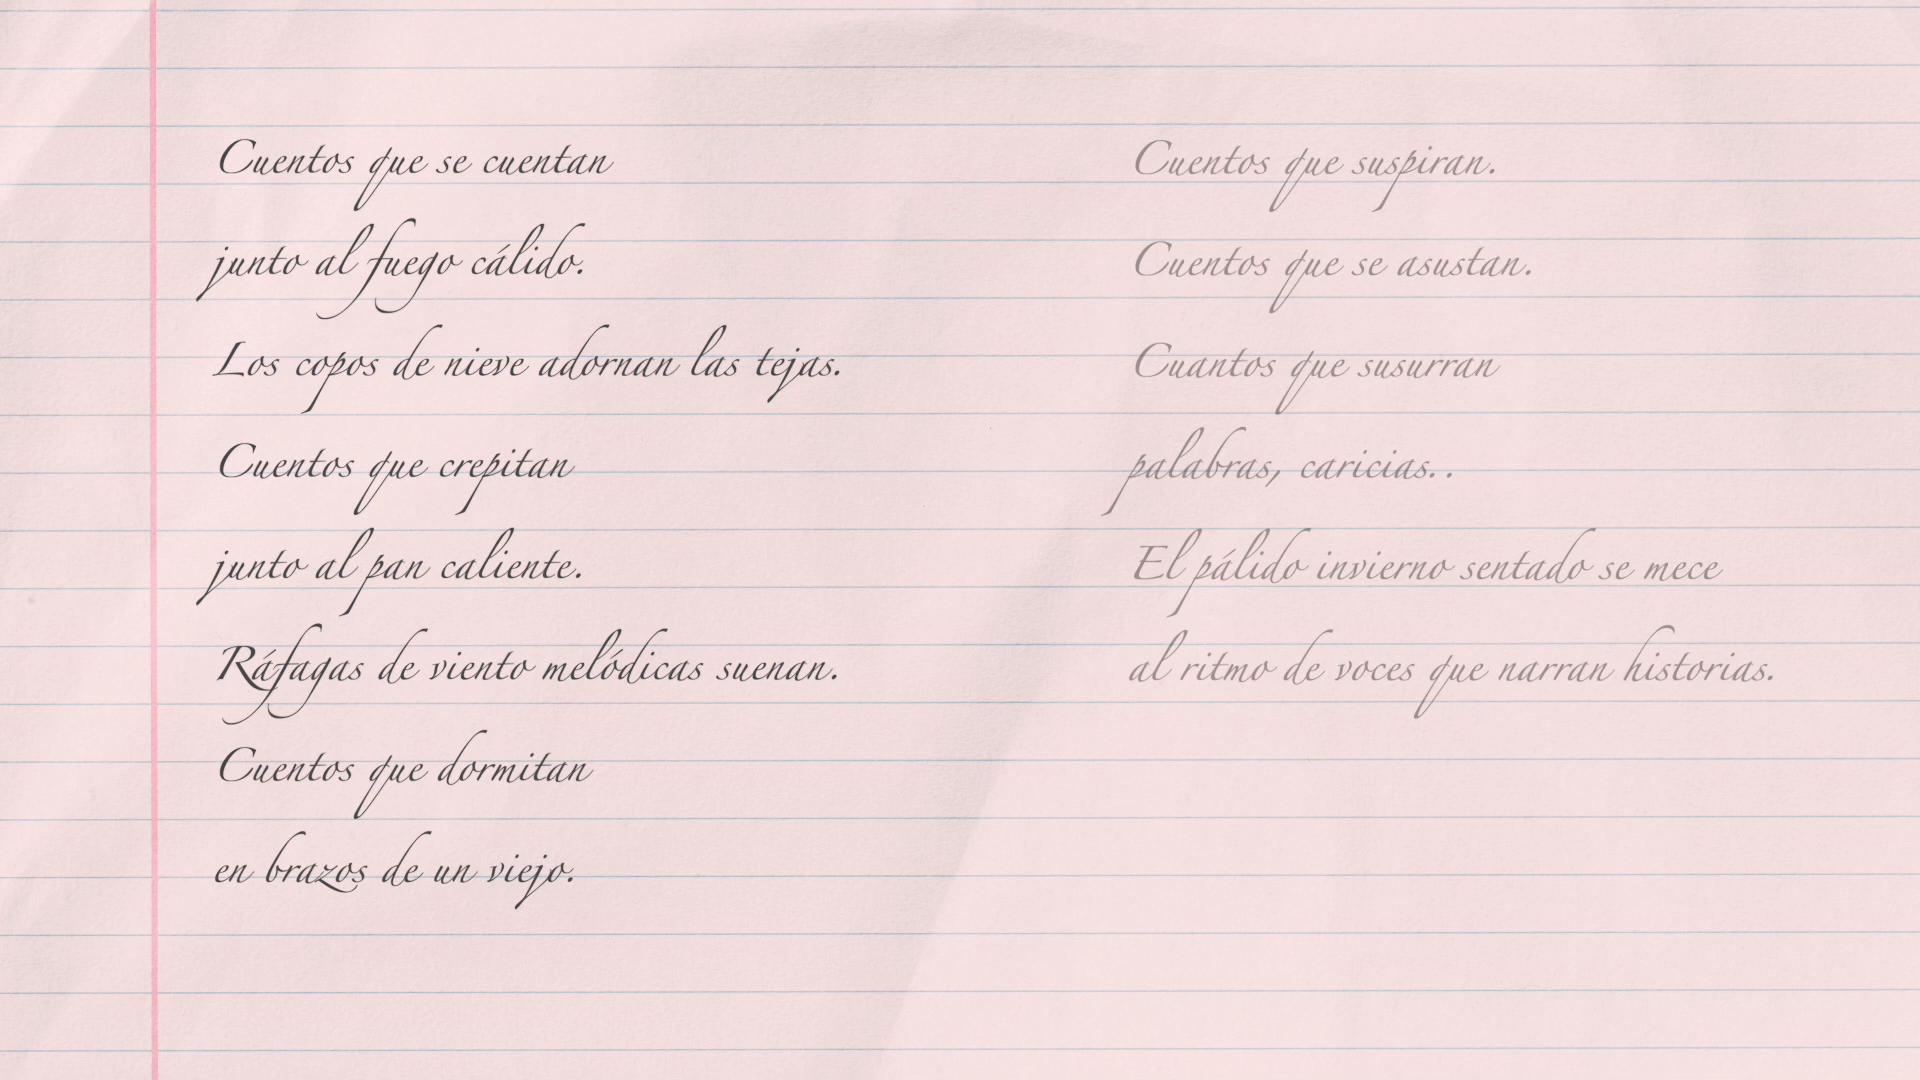 Cuentos que se cuentan
junto al fuego cálido.
Los copos de nieve adornan las tejas.
Cuentos que crepitan
junto al pan caliente.
Ráfagas de viento melódicas suenan.
Cuentos que dormitan
en brazos de un viejo.
Cuentos que suspiran.
Cuentos que se asustan.
Cuantos que susurran
palabras, caricias. .
El pálido invierno sentado se mece
al ritmo de voces que narran historias.